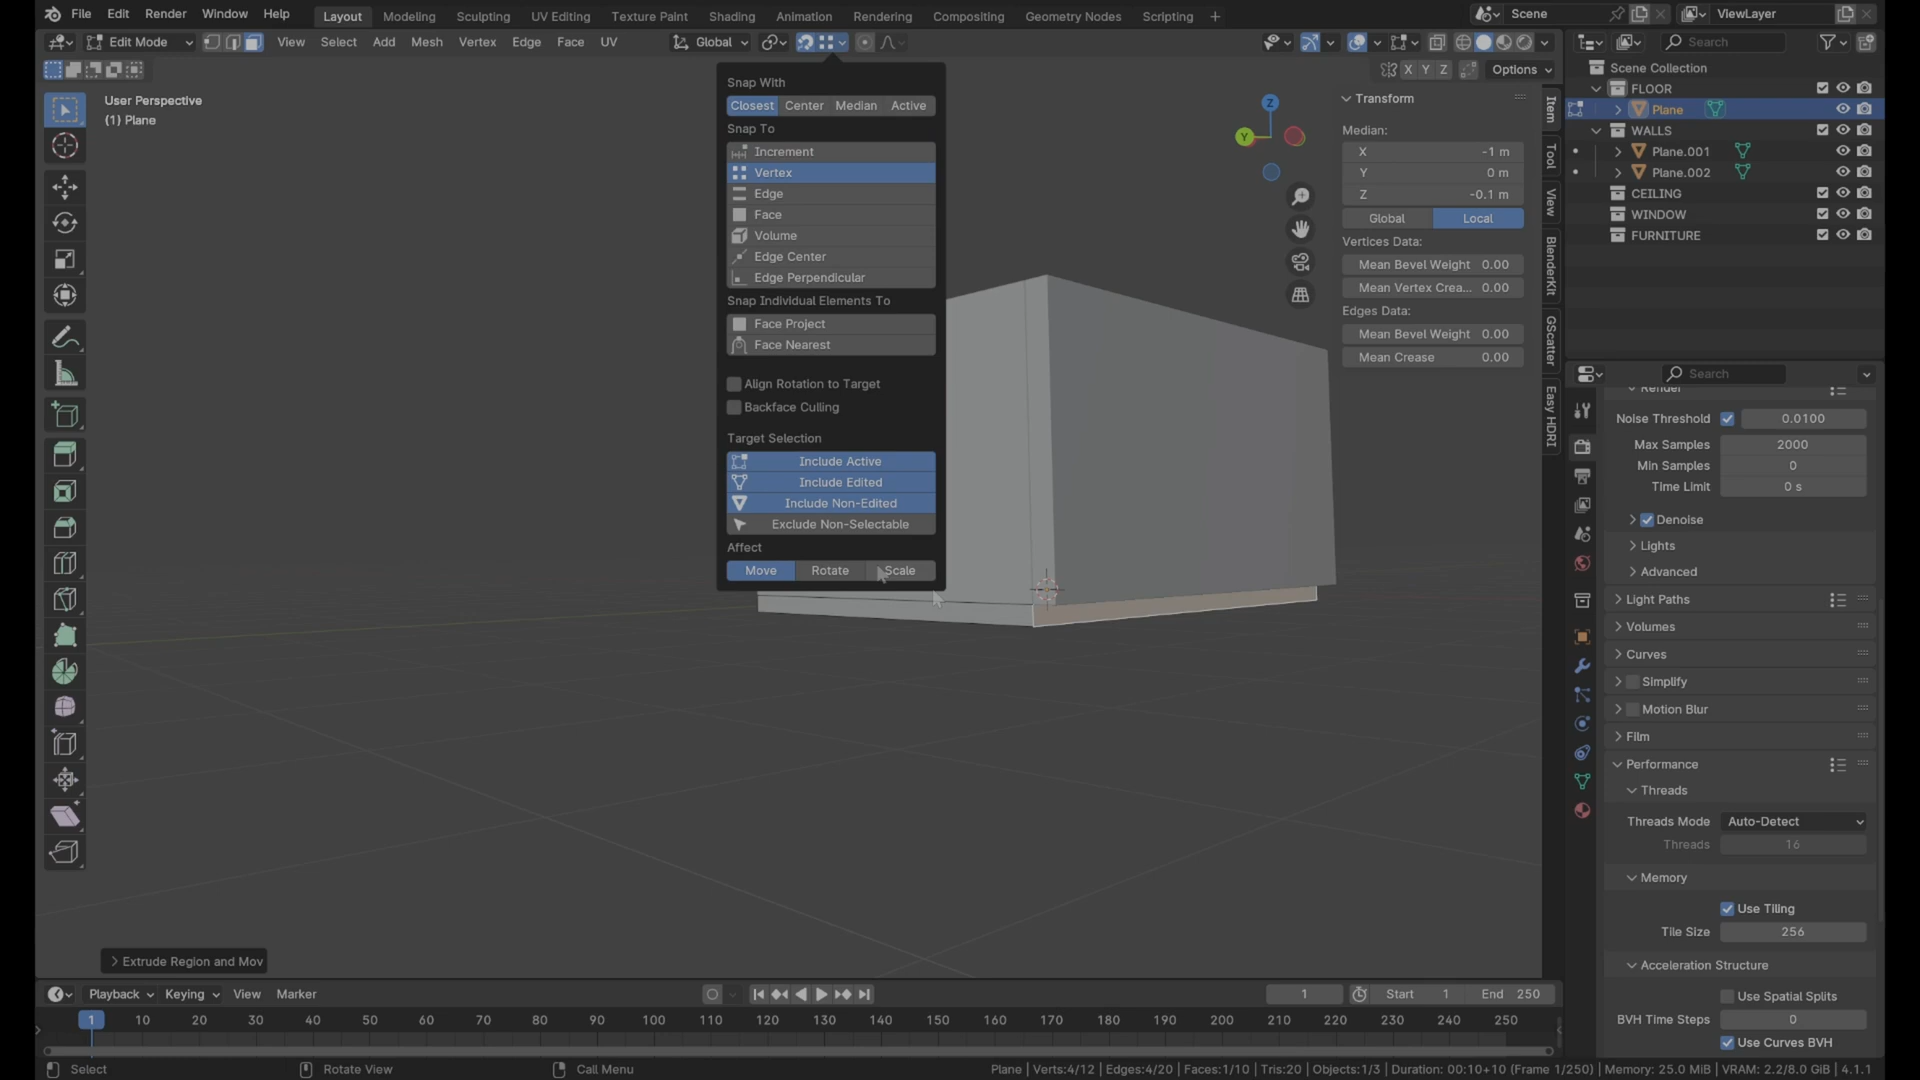 File Edit Render Window Help Layout Modeling Sculpting UV Editing Texture Paint Shading Animation Rendering Compositing Geometry Nodes Scripting + Scene ViewLayer
Edit Mode View Select Add Mesh Vertex Edge Face UV Global Search
X Y Z Options
User Perspective
(1) Plane
Snap With
Closest Center Median Active
Snap To
Increment
Vertex
Edge
Face
Volume
Edge Center
Edge Perpendicular
Snap Individual Elements To
Face Project
Face Nearest
Align Rotation to Target
Backface Culling
Target Selection
Include Active
Include Edited
Include Non-Edited
Exclude Non-Selectable
Affect
Move Rotate Scale
Z
Y
Transform
Median:
X -1 m
Y 0 m
Z -0.1 m
Global Local
Vertices Data:
Mean Bevel Weight 0.00
Mean Vertex Crea... 0.00
Edges Data:
Mean Bevel Weight 0.00
Mean Crease 0.00
Item
Tool
View
BlenderKit
GScatter
Easy HDRI
Scene Collection
FLOOR
Plane
WALLS
Plane.001
Plane.002
CEILING
WINDOW
FURNITURE
Search
Render
Noise Threshold 0.0100
Max Samples 2000
Min Samples 0
Time Limit 0 s
Denoise
Lights
Advanced
Light Paths
Volumes
Curves
Simplify
Motion Blur
Film
Performance
Threads
Threads Mode Auto-Detect
Threads 16
Memory
Use Tiling
Tile Size 256
Acceleration Structure
Use Spatial Splits
BVH Time Steps 0
Use Curves BVH
Extrude Region and Mov
Playback Keying View Marker 1 Start 1 End 250
1 10 20 30 40 50 60 70 80 90 100 110 120 130 140 150 160 170 180 190 200 210 220 230 240 250
Select Rotate View Call Menu Plane | Verts:4/12 | Edges:4/20 | Faces:1/10 | Tris:20 | Objects:1/3 | Duration: 00:10+10 (Frame 1/250) | Memory: 25.0 MiB | VRAM: 2.2/8.0 GiB | 4.1.1